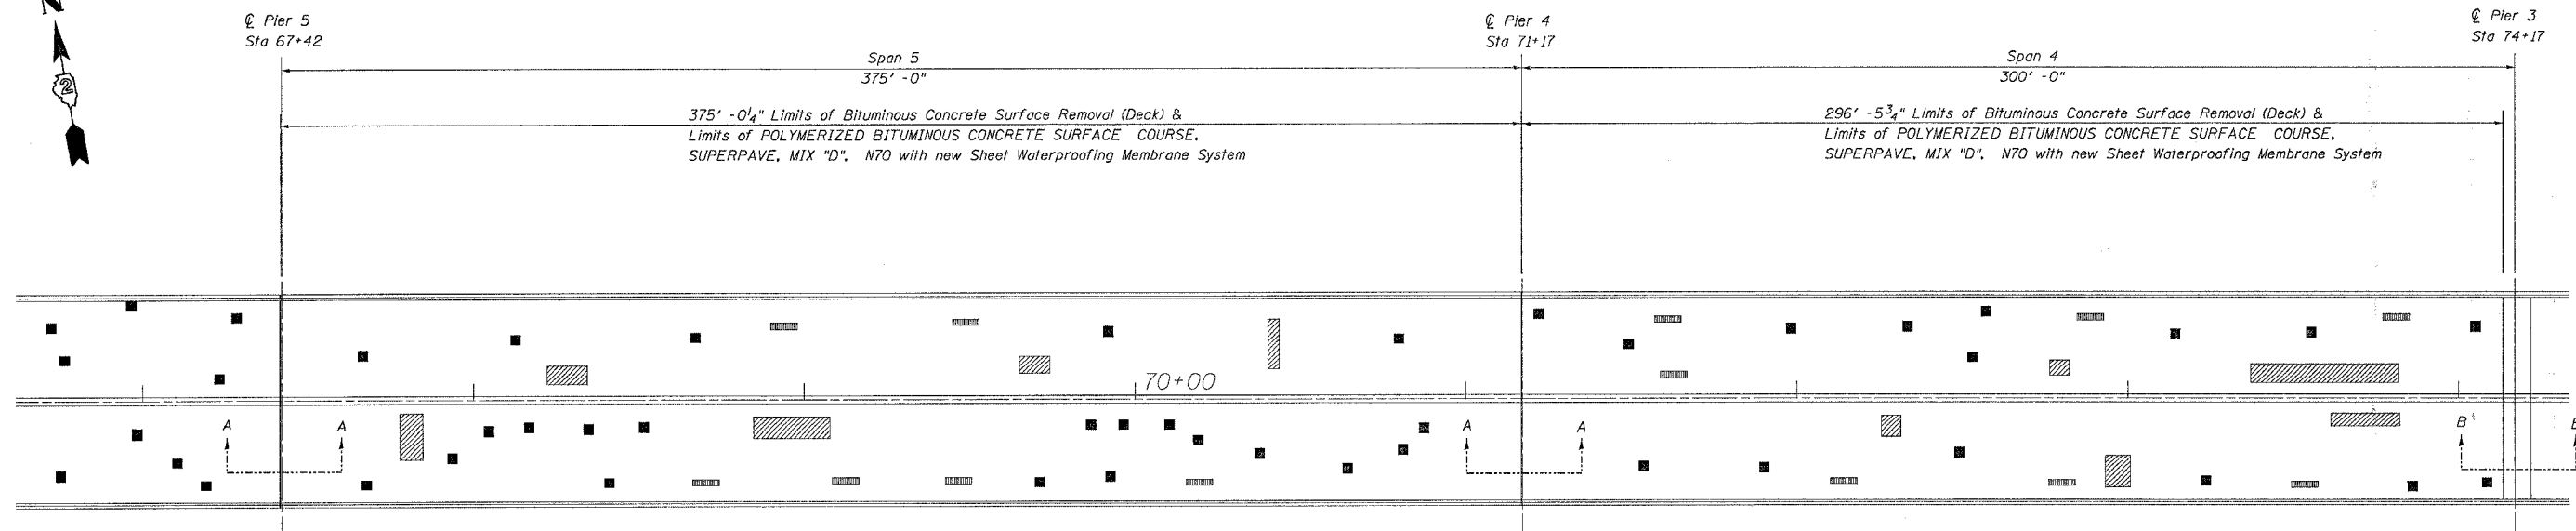 N
2
℄ Pier 5
Sta 67+42
℄ Pier 4
Sta 71+17
℄ Pier 3
Sta 74+17
Span 5
375' -0"
Span 4
300' -0"
375' -0¼" Limits of Bituminous Concrete Surface Removal (Deck) &
Limits of POLYMERIZED BITUMINOUS CONCRETE SURFACE COURSE,
SUPERPAVE, MIX "D", N70 with new Sheet Waterproofing Membrane System
296' -5¾" Limits of Bituminous Concrete Surface Removal (Deck) &
Limits of POLYMERIZED BITUMINOUS CONCRETE SURFACE COURSE,
SUPERPAVE, MIX "D", N70 with new Sheet Waterproofing Membrane System
70+00
A A A A B